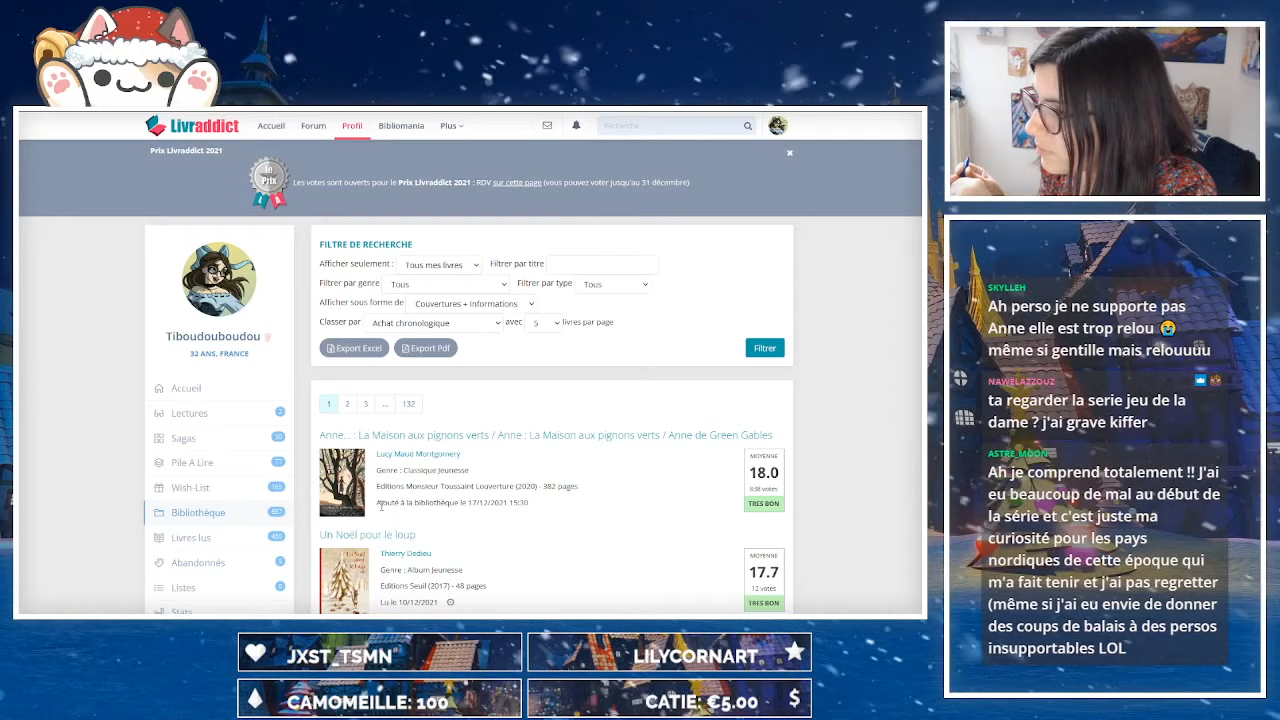 Livraddict
Accueil
Forum
Profil
Bibliomania
Plus
Recherche
Prix Livraddict 2021
le
Prix
L A
Les votes sont ouverts pour le Prix Livraddict 2021 : RDV sur cette page (vous pouvez voter jusqu'au 31 décembre)
Tiboudouboudou
32 ANS, FRANCE
Accueil
Lectures 2
Sagas
Pile A Lire 77
Wish-List
Bibliothèque
Livres lus
Abandonnés
Listes 0
Stats
FILTRE DE RECHERCHE
Afficher seulement : Tous mes livres Filtrer par titre
Filtrer par genre Tous Filtrer par type Tous
Afficher sous forme de Couvertures + Informations
Classer par Achat chronologique avec 5 livres par page
Export Excel Export Pdf Filtrer
1 2 3 ... 132
Anne... : La Maison aux pignons verts / Anne : La Maison aux pignons verts / Anne de Green Gables
Lucy Maud Montgomery
Genre : Classique Jeunesse
Editions Monsieur Toussaint Louverture (2020) - 382 pages
Ajouté à la bibliothèque le 17/12/2021 15:30
MOYENNE
18.0
838 votes
TRES BON
Un Noël pour le loup
Thierry Dedieu
Genre : Album Jeunesse
Editions Seuil (2017) - 48 pages
Lu le 10/12/2021
MOYENNE
17.7
12 votes
TRES BON
SKYLLEH
Ah perso je ne supporte pas
Anne elle est trop relou 😭
même si gentille mais relouuuu
NAWELAZZOUZ
ta regarder la serie jeu de la
dame ? j'ai grave kiffer
ASTRE_MOON
Ah je comprend totalement !! J'ai
eu beaucoup de mal au début de
la série et c'est juste ma
curiosité pour les pays
nordiques de cette époque qui
m'a fait tenir et j'ai pas regretter
(même si j'ai eu envie de donner
des coups de balais à des persos
insupportables LOL
JXST_TSMN
LILYCORNART
CAMOMEILLE: 100
CATIE: €5.00